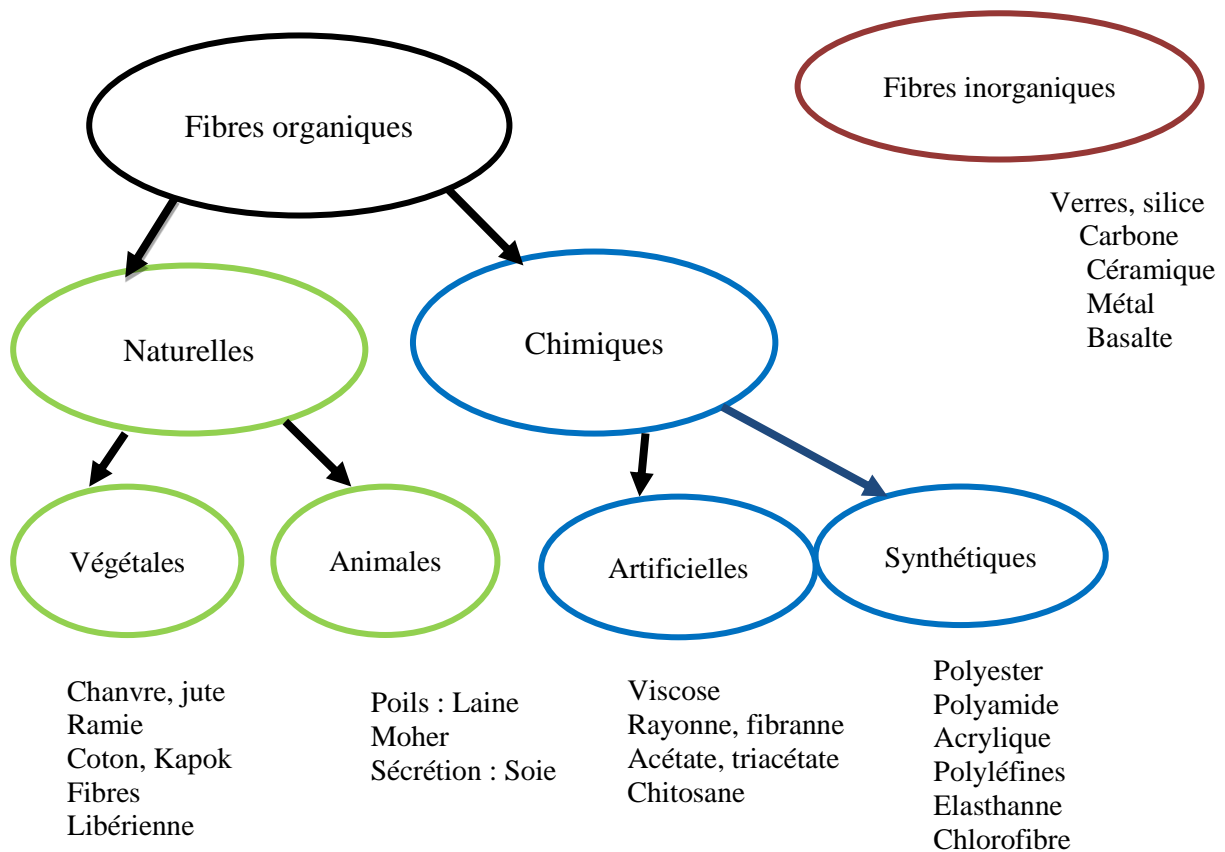 Fibres organiques
Fibres inorganiques
Verres, silice
Carbone
Céramique
Métal
Basalte
Naturelles
Chimiques
Végétales
Animales
Artificielles
Synthétiques
Chanvre, jute
Ramie
Coton, Kapok
Fibres
Libérienne
Poils : Laine
Moher
Sécrétion : Soie
Viscose
Rayonne, fibranne
Acétate, triacétate
Chitosane
Polyester
Polyamide
Acrylique
Polyléfines
Elasthanne
Chlorofibre